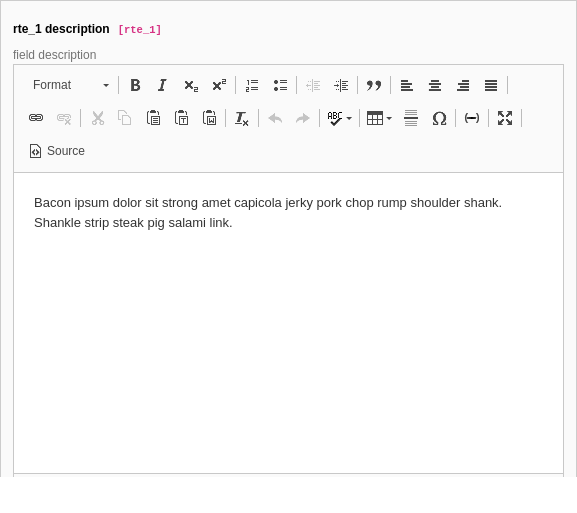 rte_1 description [rte_1]
field description
Format
Source
Bacon ipsum dolor sit strong amet capicola jerky pork chop rump shoulder shank.
Shankle strip steak pig salami link.